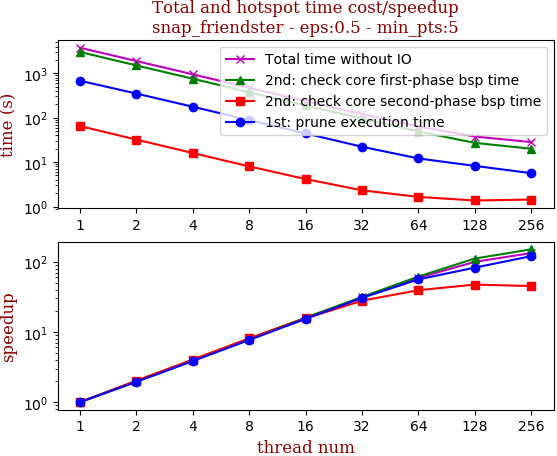 Total and hotspot time cost/speedup
snap_friendster - eps:0.5 - min_pts:5
time (s)
10³
10²
10¹
10⁰
Total time without IO
2nd: check core first-phase bsp time
2nd: check core second-phase bsp time
1st: prune execution time
1 2 4 8 16 32 64 128 256
speedup
10²
10¹
10⁰
1 2 4 8 16 32 64 128 256
thread num